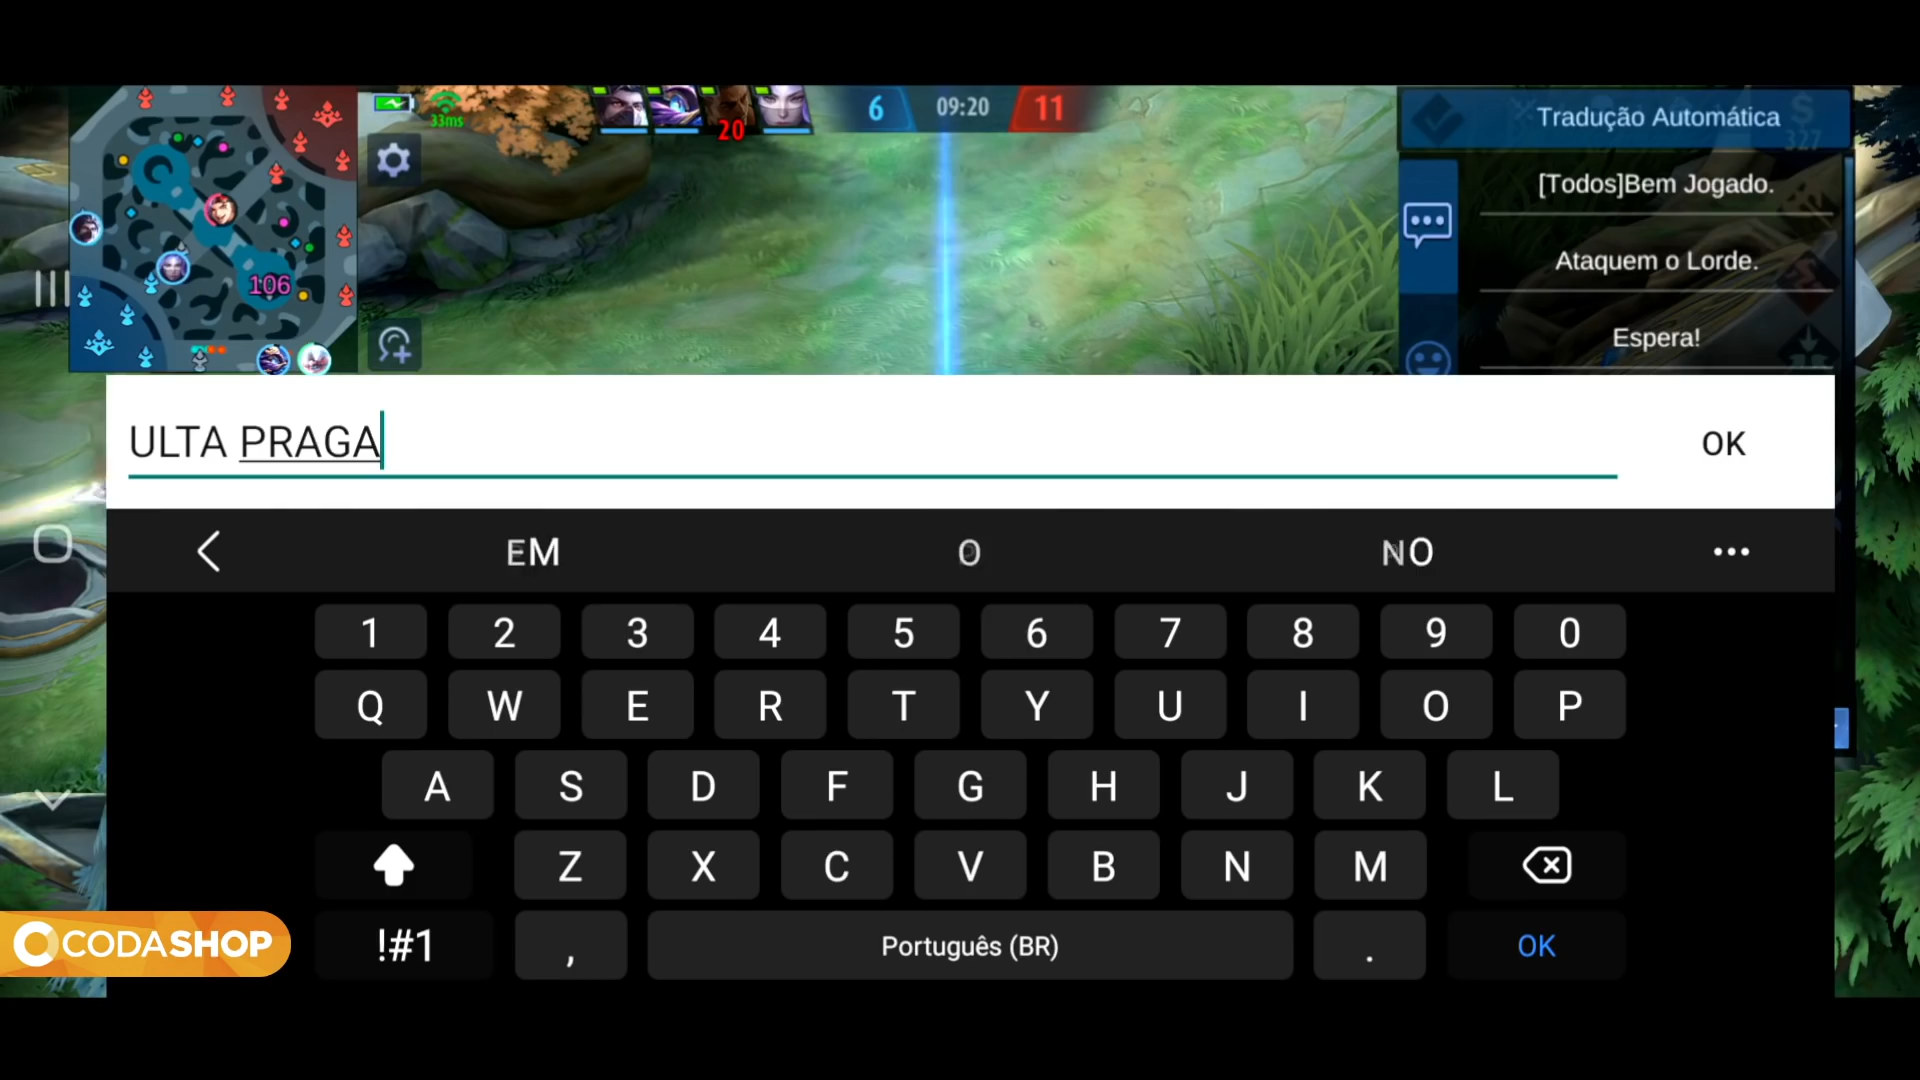 33ms
20
6 09:20 11
Tradução Automática
327
[Todos]Bem Jogado.
Ataquem o Lorde.
Espera!
106
ULTA PRAGA
OK
EM O NO
1 2 3 4 5 6 7 8 9 0
Q W E R T Y U I O P
A S D F G H J K L
Z X C V B N M
!#1 , Português (BR) . OK
CODASHOP